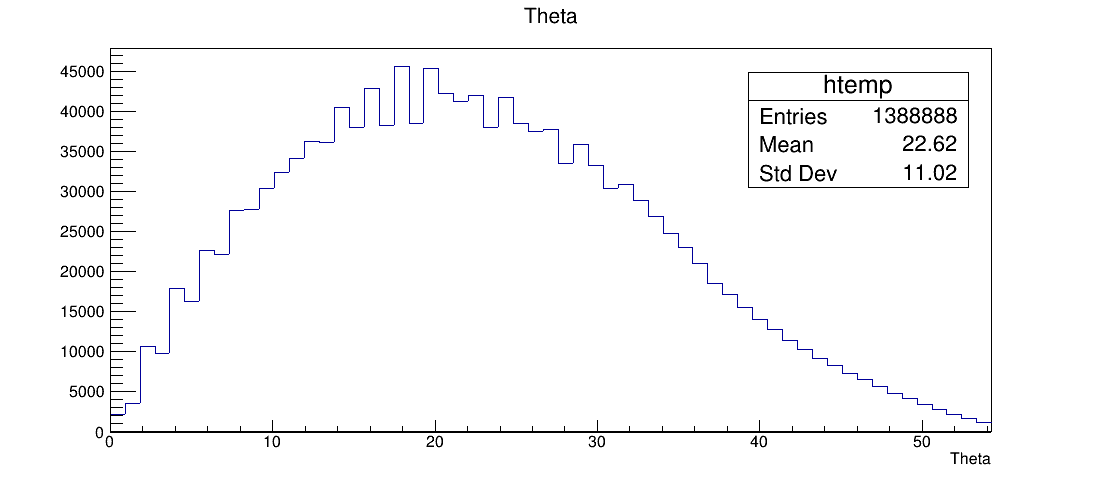 Theta
htemp
Entries 1388888
Mean 22.62
Std Dev 11.02
45000
40000
35000
30000
25000
20000
15000
10000
5000
0
0 10 20 30 40 50
Theta